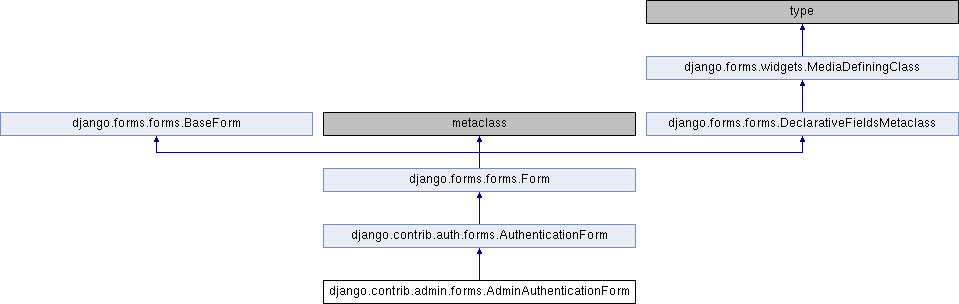 type
django.forms.widgets.MediaDefiningClass
django.forms.forms.BaseForm
metaclass
django.forms.forms.DeclarativeFieldsMetaclass
django.forms.forms.Form
django.contrib.auth.forms.AuthenticationForm
django.contrib.admin.forms.AdminAuthenticationForm